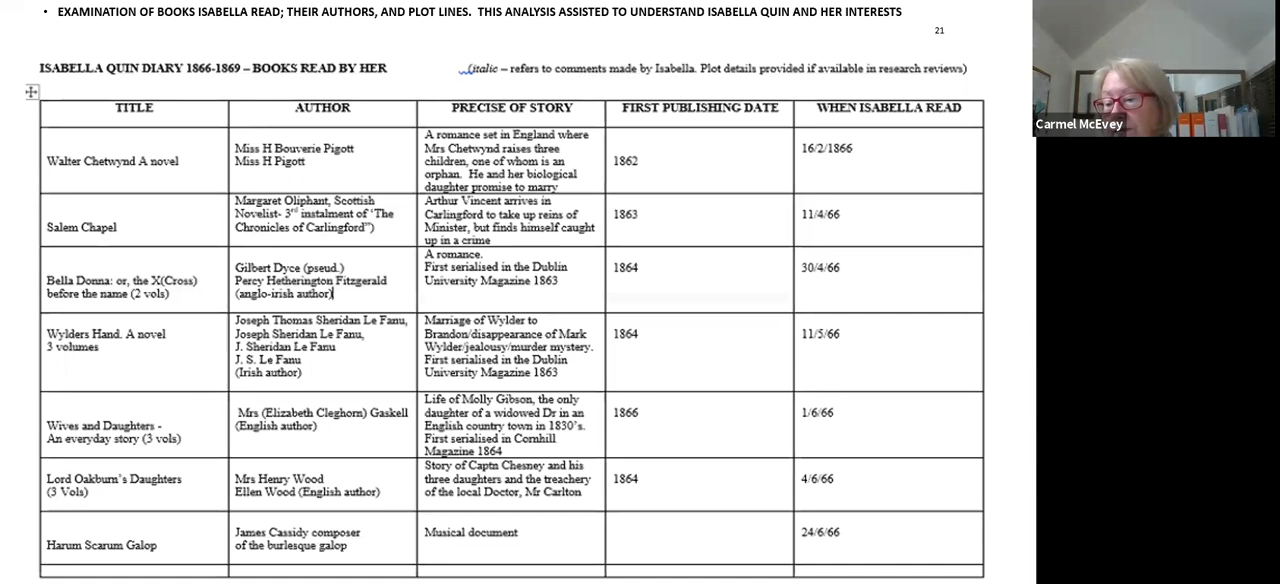 • EXAMINATION OF BOOKS ISABELLA READ; THEIR AUTHORS, AND PLOT LINES. THIS ANALYSIS ASSISTED TO UNDERSTAND ISABELLA QUIN AND HER INTERESTS
21
ISABELLA QUIN DIARY 1866-1869 – BOOKS READ BY HER
(italic – refers to comments made by Isabella. Plot details provided if available in research reviews)
TITLE
AUTHOR
PRECISE OF STORY
FIRST PUBLISHING DATE
WHEN ISABELLA READ
Walter Chetwynd A novel
Miss H Bouverie Pigott
Miss H Pigott
A romance set in England where
Mrs Chetwynd raises three
children, one of whom is an
orphan. He and her biological
daughter promise to marry
1862
16/2/1866
Salem Chapel
Margaret Oliphant, Scottish
Novelist- 3rd instalment of 'The
Chronicles of Carlingford")
Arthur Vincent arrives in
Carlingford to take up reins of
Minister, but finds himself caught
up in a crime
1863
11/4/66
Bella Donna: or, the X(Cross)
before the name (2 vols)
Gilbert Dyce (pseud.)
Percy Hetherington Fitzgerald
(anglo-irish author)
A romance.
First serialised in the Dublin
University Magazine 1863
1864
30/4/66
Wylders Hand. A novel
3 volumes
Joseph Thomas Sheridan Le Fanu,
Joseph Sheridan Le Fanu,
J. Sheridan Le Fanu
J. S. Le Fanu
(Irish author)
Marriage of Wylder to
Brandon/disappearance of Mark
Wylder/jealousy/murder mystery.
First serialised in the Dublin
University Magazine 1863
1864
11/5/66
Wives and Daughters -
An everyday story (3 vols)
Mrs (Elizabeth Cleghorn) Gaskell
(English author)
Life of Molly Gibson, the only
daughter of a widowed Dr in an
English country town in 1830's.
First serialised in Cornhill
Magazine 1864
1866
1/6/66
Lord Oakburn's Daughters
(3 Vols)
Mrs Henry Wood
Ellen Wood (English author)
Story of Captn Chesney and his
three daughters and the treachery
of the local Doctor, Mr Carlton
1864
4/6/66
Harum Scarum Galop
James Cassidy composer
of the burlesque galop
Musical document
24/6/66
Carmel McEvey